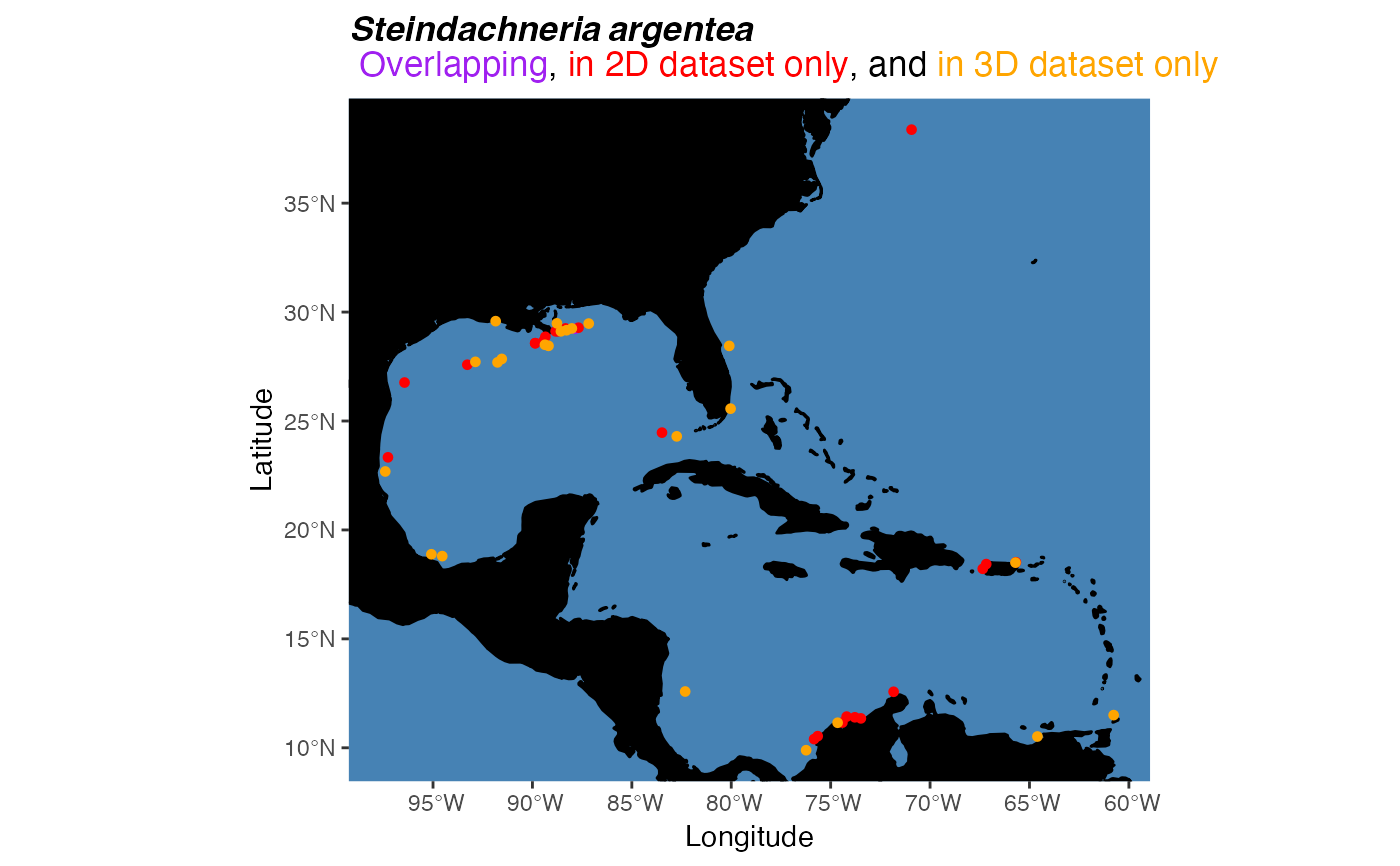 Steindachneria argentea
Overlapping, in 2D dataset only, and in 3D dataset only
Latitude
35°N
30°N
25°N
20°N
15°N
10°N
95°W 90°W 85°W 80°W 75°W 70°W 65°W 60°W
Longitude